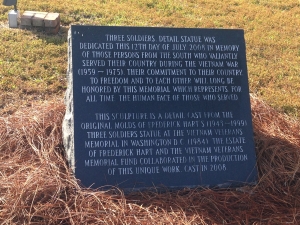 THREE SOLDIERS, DETAIL STATUE WAS
DEDICATED THIS 12TH DAY OF JULY 2008 IN MEMORY
OF THOSE PERSONS FROM THE SOUTH WHO VALIANTLY
SERVED THEIR COUNTRY DURING THE VIETNAM WAR
(1959 – 1975). THEIR COMMITMENT TO THEIR COUNTRY
TO FREEDOM AND TO EACH OTHER WILL LONG BE
HONORED BY THIS MEMORIAL WHICH REPRESENTS, FOR
ALL TIME, THE HUMAN FACE OF THOSE WHO SERVED.
THIS SCULPTURE IS A DETAIL CAST FROM THE
ORIGINAL MOLDS OF FREDERICK HART'S (1943–1999)
THREE SOLDIERS STATUE AT THE VIETNAM VETERANS
MEMORIAL IN WASHINGTON D.C. (1984). THE ESTATE
OF FREDERICK HART AND THE VIETNAM VETERANS
MEMORIAL FUND COLLABORATED IN THE PRODUCTION
OF THIS UNIQUE WORK. CAST IN 2008